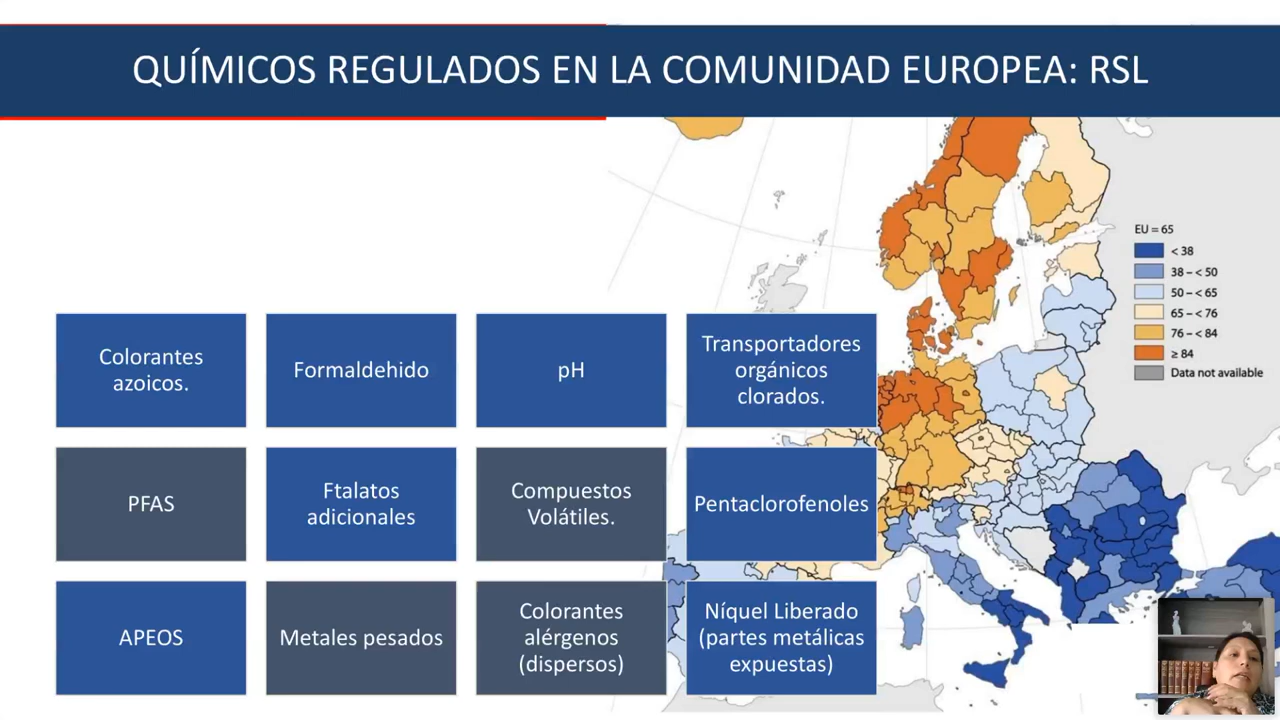 QUÍMICOS REGULADOS EN LA COMUNIDAD EUROPEA: RSL
EU = 65
< 38
38 – < 50
50 – < 65
65 – < 76
76 – < 84
≥ 84
Data not available
Colorantes
azoicos.
Formaldehido
pH
Transportadores
orgánicos
clorados.
PFAS
Ftalatos
adicionales
Compuestos
Volátiles.
Pentaclorofenoles
APEOS
Metales pesados
Colorantes
alérgenos
(dispersos)
Níquel Liberado
(partes metálicas
expuestas)